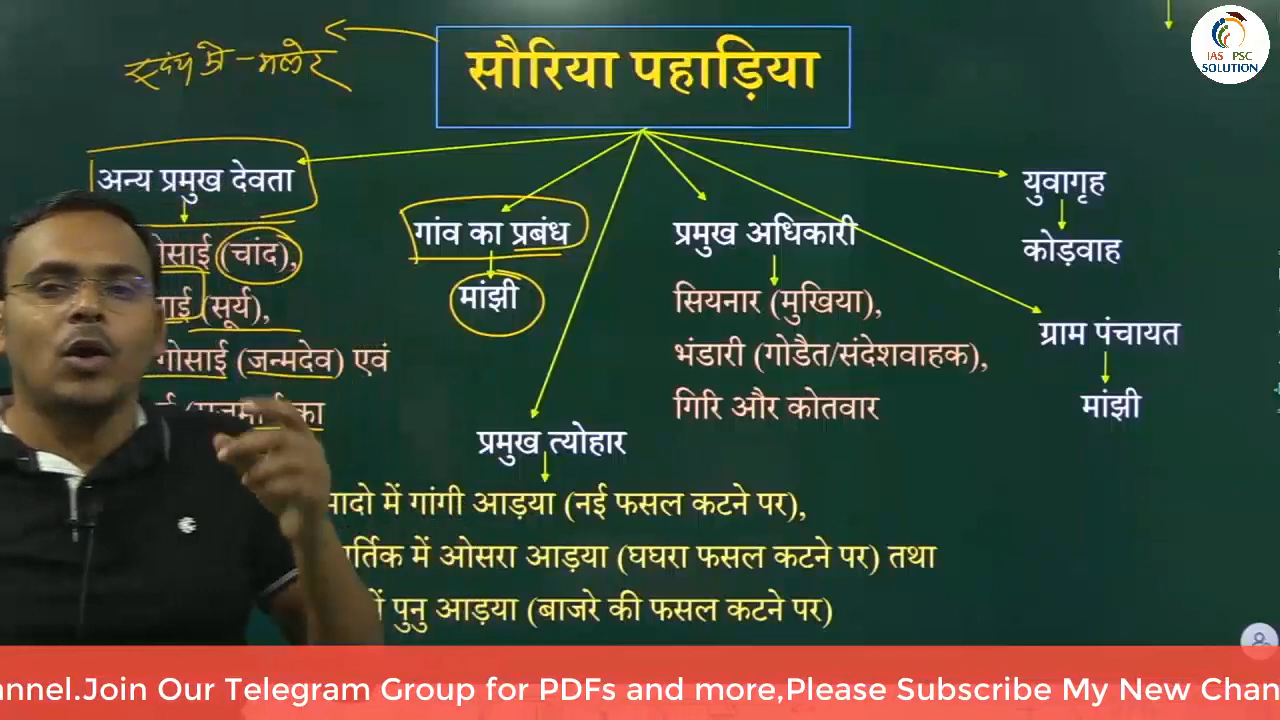 स्वयं को - मलेर
सौरिया पहाड़िया
IAS PSC
SOLUTION
अन्य प्रमुख देवता
(चांद),
(सूर्य),
गोसाई (जन्मदेव) एवं
का
गांव का प्रबंध
मांझी
प्रमुख अधिकारी
सियनार (मुखिया),
भंडारी (गोडैत/संदेशवाहक),
गिरि और कोतवार
युवागृह
कोड़वाह
ग्राम पंचायत
मांझी
प्रमुख त्योहार
में गांगी आड़या (नई फसल कटने पर),
में ओसरा आड़या (घघरा फसल कटने पर) तथा
पुनु आड़या (बाजरे की फसल कटने पर)
Join Our Telegram Group for PDFs and more,Please Subscribe My New